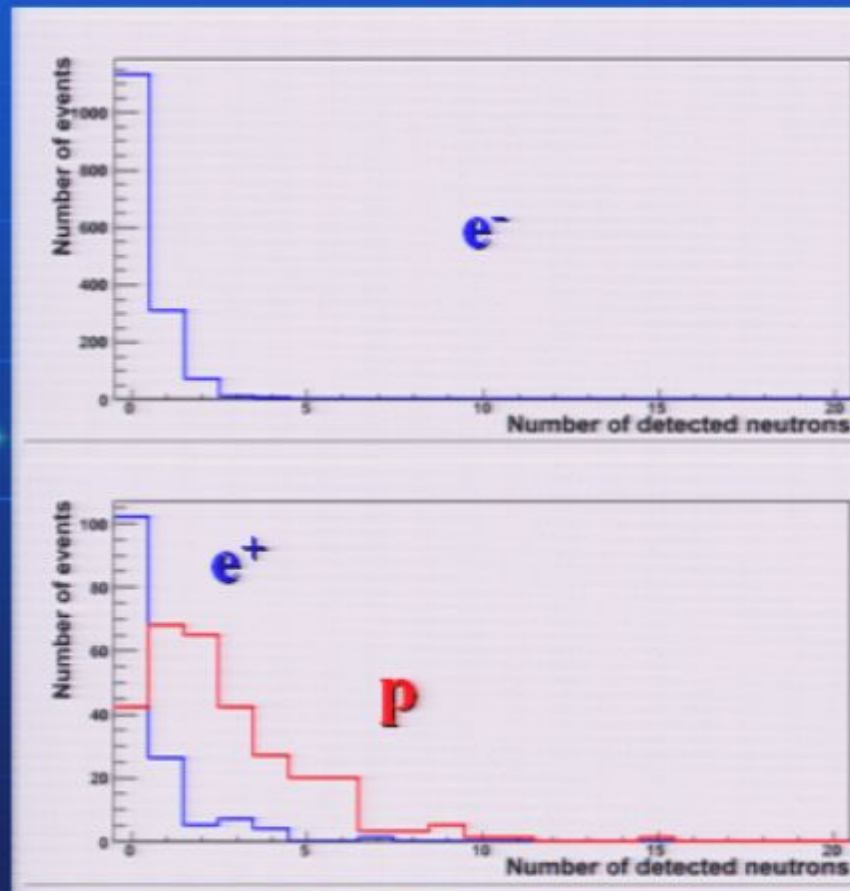 Number of events
1000
800
600
400
200
0
e⁻
0 5 10 15 20
Number of detected neutrons
Number of events
100
80
60
40
20
0
e⁺
p
0 5 10 15 20
Number of detected neutrons